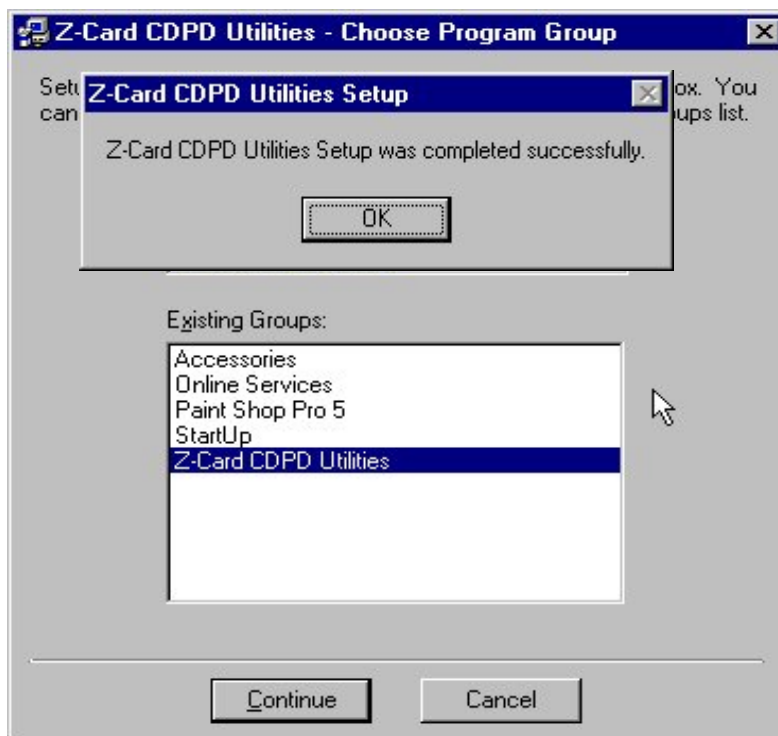 Z-Card CDPD Utilities - Choose Program Group
Z-Card CDPD Utilities Setup
ox. You
can
ups list.
Z-Card CDPD Utilities Setup was completed successfully.
OK
Existing Groups:
Accessories
Online Services
Paint Shop Pro 5
StartUp
Z-Card CDPD Utilities
Continue
Cancel